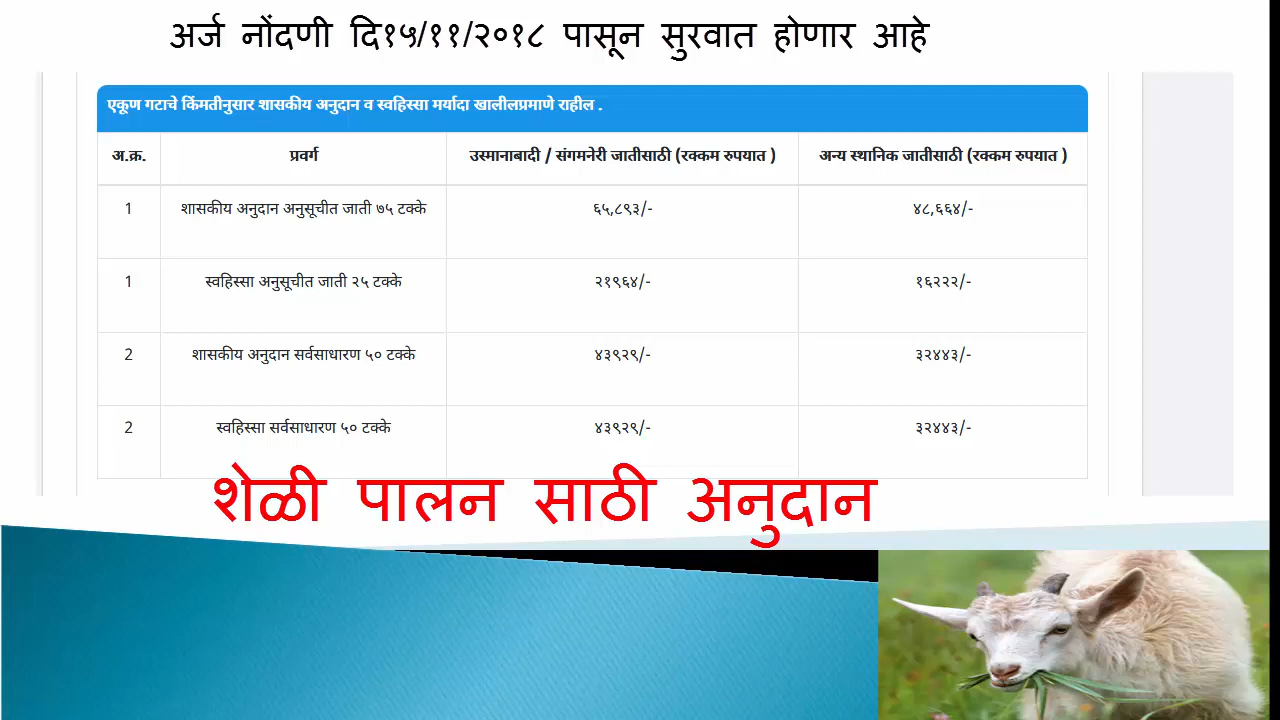 अर्ज नोंदणी दि१५/११/२०१८ पासून सुरवात होणार आहे
एकूण गटाचे किंमतीनुसार शासकीय अनुदान व स्वहिस्सा मर्यादा खालीलप्रमाणे राहील .
अ.क्र. प्रवर्ग उस्मानाबादी / संगमनेरी जातीसाठी (रक्कम रुपयात ) अन्य स्थानिक जातीसाठी (रक्कम रुपयात )
1 शासकीय अनुदान अनुसूचीत जाती ७५ टक्के ६५,८९३/- ४८,६६४/-
1 स्वहिस्सा अनुसूचीत जाती २५ टक्के २१९६४/- १६२२२/-
2 शासकीय अनुदान सर्वसाधारण ५० टक्के ४३९२९/- ३२४४३/-
2 स्वहिस्सा सर्वसाधारण ५० टक्के ४३९२९/- ३२४४३/-
शेळी पालन साठी अनुदान